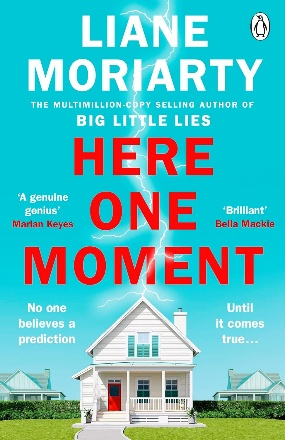 LIANE
MORIARTY
THE MULTIMILLION-COPY SELLING AUTHOR OF
BIG LITTLE LIES
HERE
ONE
MOMENT
‘A genuine
genius’
Marian Keyes
‘Brilliant’
Bella Mackie
No one
believes a
prediction
Until
it comes
true…